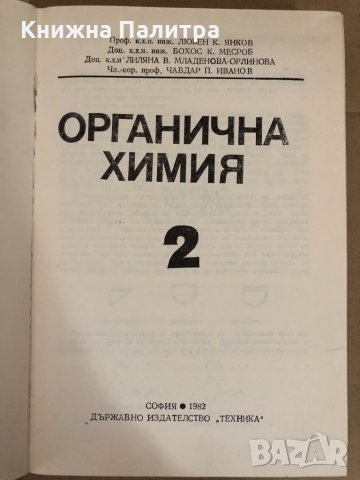 Книжна Палитра
Проф. к.х.н. инж. ЛЮБЕН К. ЯНКОВ
Доц. к.х.н. инж. БОХОС К. МЕСРОБ
Доц. к.х.н ЛИЛЯНА В. МЛАДЕНОВА-ОРЛИНОВА
Чл.-кор. проф. ЧАВДАР П. ИВАНОВ
ОРГАНИЧНА
ХИМИЯ
2
СОФИЯ ● 1982
ДЪРЖАВНО ИЗДАТЕЛСТВО „ТЕХНИКА"
BAZAR